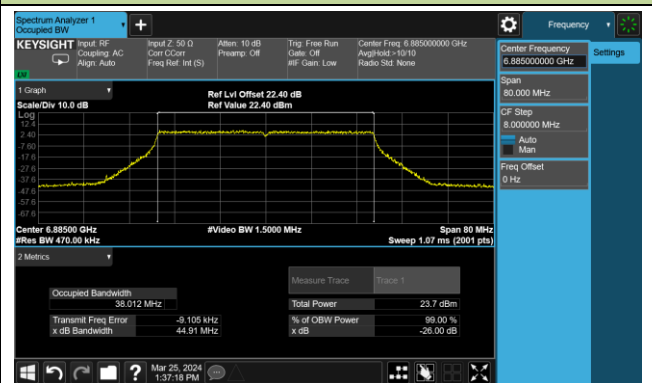 Spectrum Analyzer 1
Occupied BW
+
Frequency
KEYSIGHT Input: RF Input Z: 50 Ω Atten: 10 dB Trig: Free Run Center Freq: 6.885000000 GHz
Coupling: AC Corr CCorr Preamp: Off Gate: Off Avg|Hold:>10/10
Align: Auto Freq Ref: Int (S) #IF Gain: Low Radio Std: None
Center Frequency
6.885000000 GHz
Settings
Span
80.000 MHz
CF Step
8.000000 MHz
Auto
Man
Freq Offset
0 Hz
1 Graph
Scale/Div 10.0 dB
Ref Lvl Offset 22.40 dB
Ref Value 22.40 dBm
Log
12.4
2.40
-7.60
-17.6
-27.6
-37.6
-47.6
-57.6
-67.6
Center 6.88500 GHz #Video BW 1.5000 MHz Span 80 MHz
#Res BW 470.00 kHz Sweep 1.07 ms (2001 pts)
2 Metrics
Measure Trace Trace 1
Occupied Bandwidth
38.012 MHz Total Power 23.7 dBm
Transmit Freq Error -9.105 kHz % of OBW Power 99.00 %
x dB Bandwidth 44.91 MHz x dB -26.00 dB
?
Mar 25, 2024
1:37:18 PM